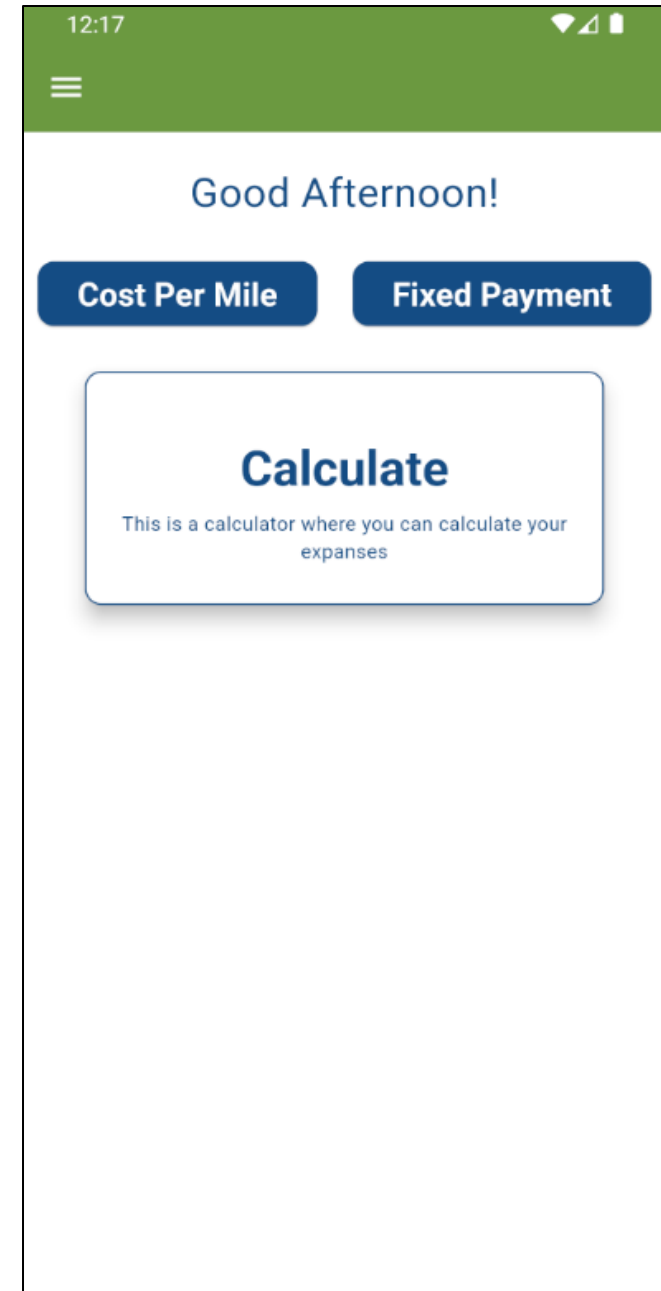 12:17
Good Afternoon!
Cost Per Mile
Fixed Payment
Calculate
This is a calculator where you can calculate your
expanses